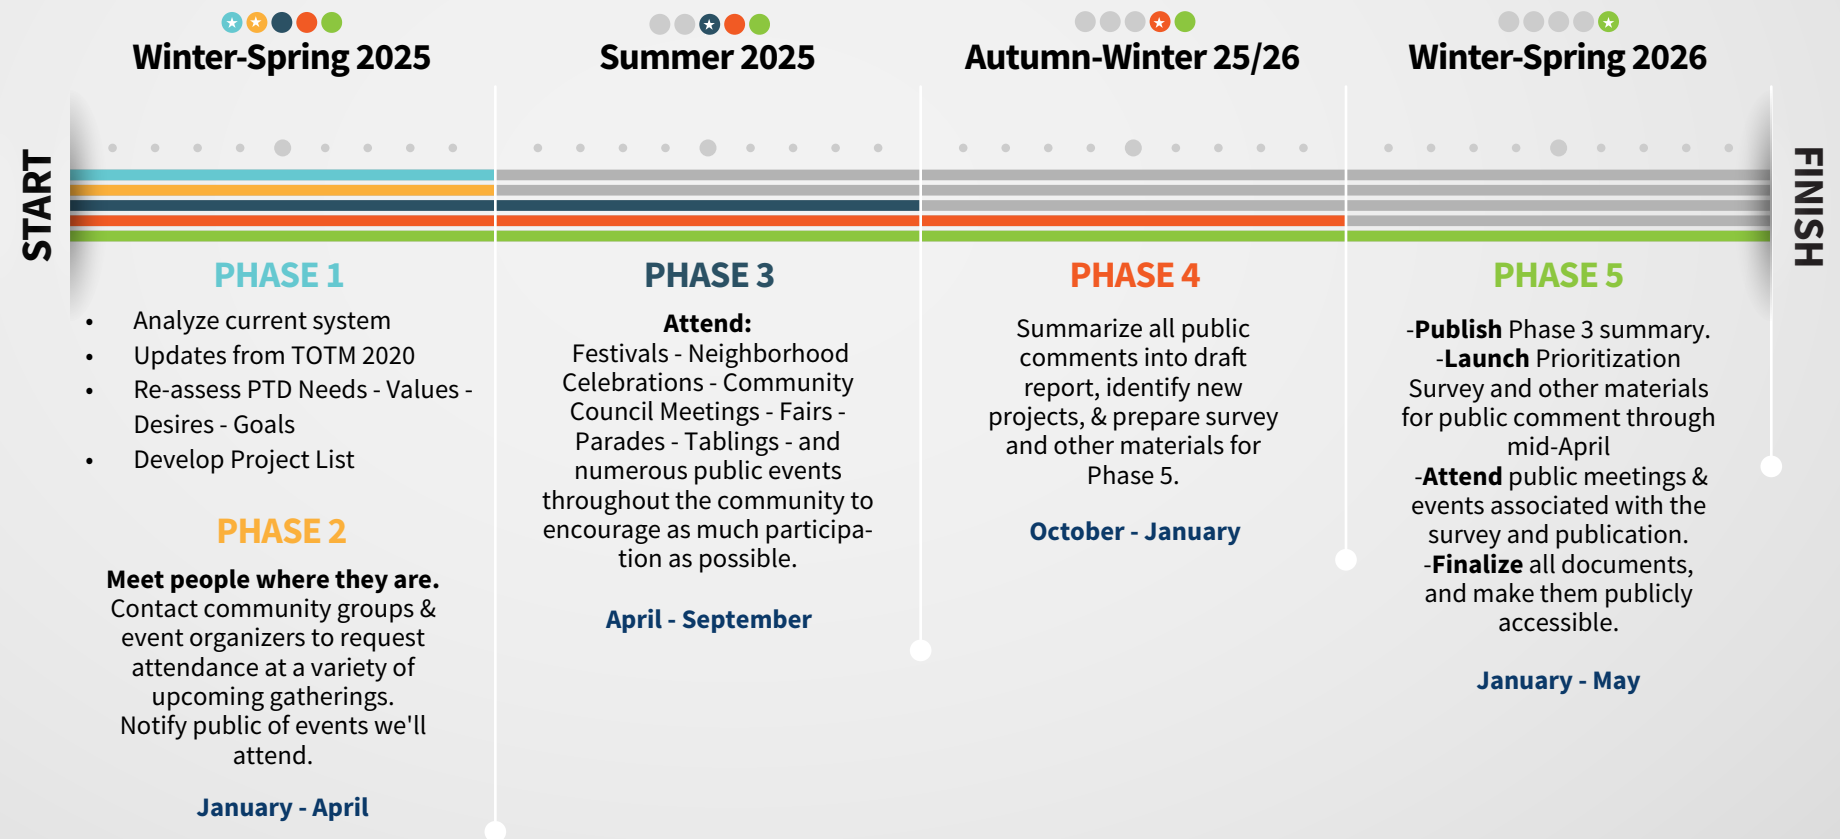 START
Winter-Spring 2025
PHASE 1
• Analyze current system
• Updates from TOTM 2020
• Re-assess PTD Needs - Values -
Desires - Goals
• Develop Project List
PHASE 2
Meet people where they are.
Contact community groups &
event organizers to request
attendance at a variety of
upcoming gatherings.
Notify public of events we'll
attend.
January - April
Summer 2025
PHASE 3
Attend:
Festivals - Neighborhood
Celebrations - Community
Council Meetings - Fairs -
Parades - Tablings - and
numerous public events
throughout the community to
encourage as much participa-
tion as possible.
April - September
Autumn-Winter 25/26
PHASE 4
Summarize all public
comments into draft
report, identify new
projects, & prepare survey
and other materials for
Phase 5.
October - January
Winter-Spring 2026
PHASE 5
-Publish Phase 3 summary.
-Launch Prioritization
Survey and other materials
for public comment through
mid-April
-Attend public meetings &
events associated with the
survey and publication.
-Finalize all documents,
and make them publicly
accessible.
January - May
FINISH